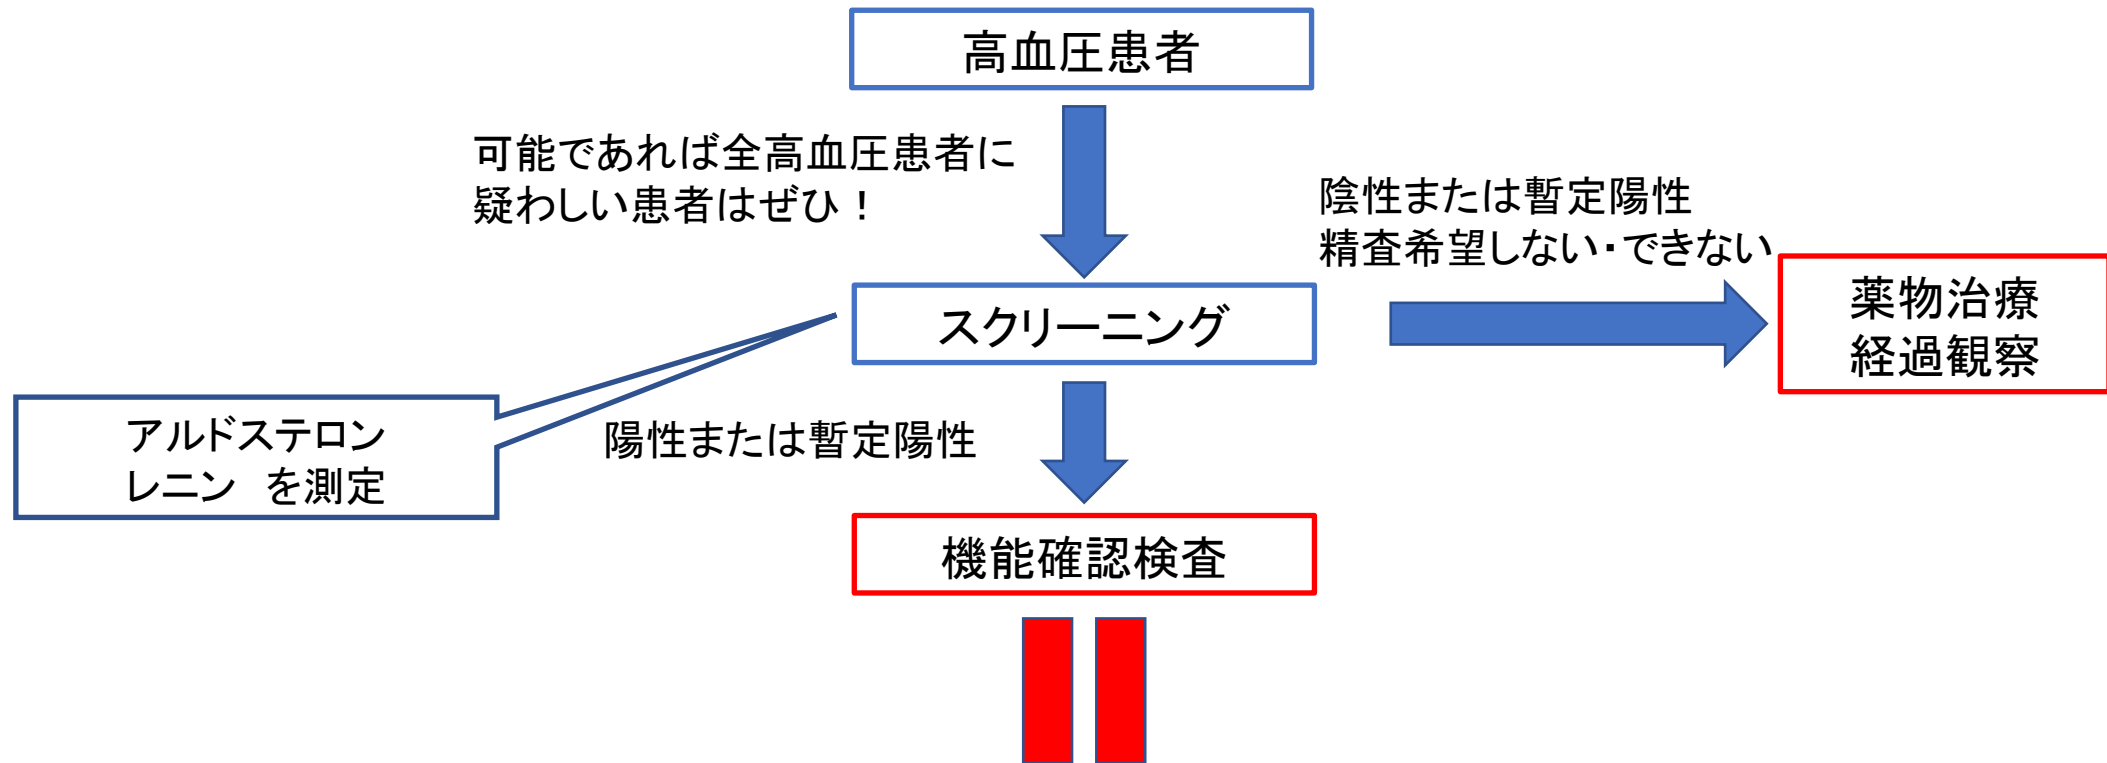 高血圧患者
可能であれば全高血圧患者に
疑わしい患者はぜひ！
陰性または暫定陽性
精査希望しない・できない
スクリーニング
薬物治療
経過観察
アルドステロン
レニン　を測定
陽性または暫定陽性
機能確認検査